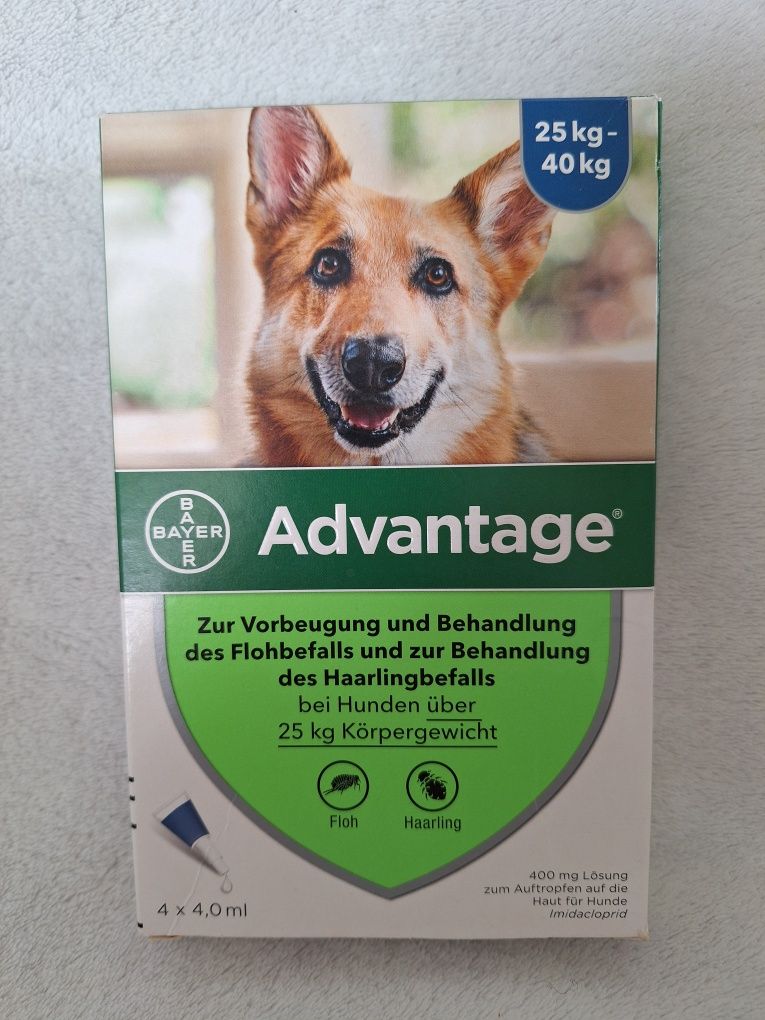 25 kg –
40 kg
BAYER
BAYER
Advantage®
Zur Vorbeugung und Behandlung
des Flohbefalls und zur Behandlung
des Haarlingbefalls
bei Hunden über
25 kg Körpergewicht
Floh
Haarling
4 x 4,0 ml
400 mg Lösung
zum Auftropfen auf die
Haut für Hunde
Imidacloprid